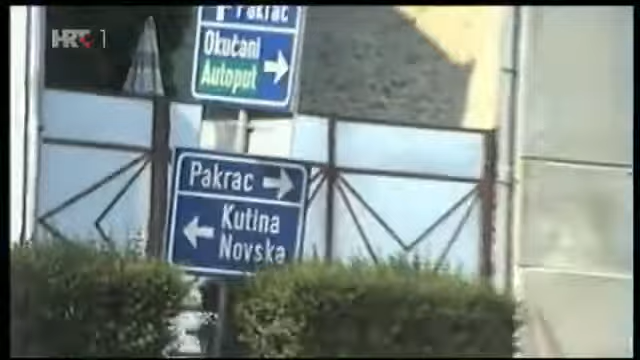 HRT 1
Pakrac
Okučani
Autoput
Pakrac
Kutina
Novska